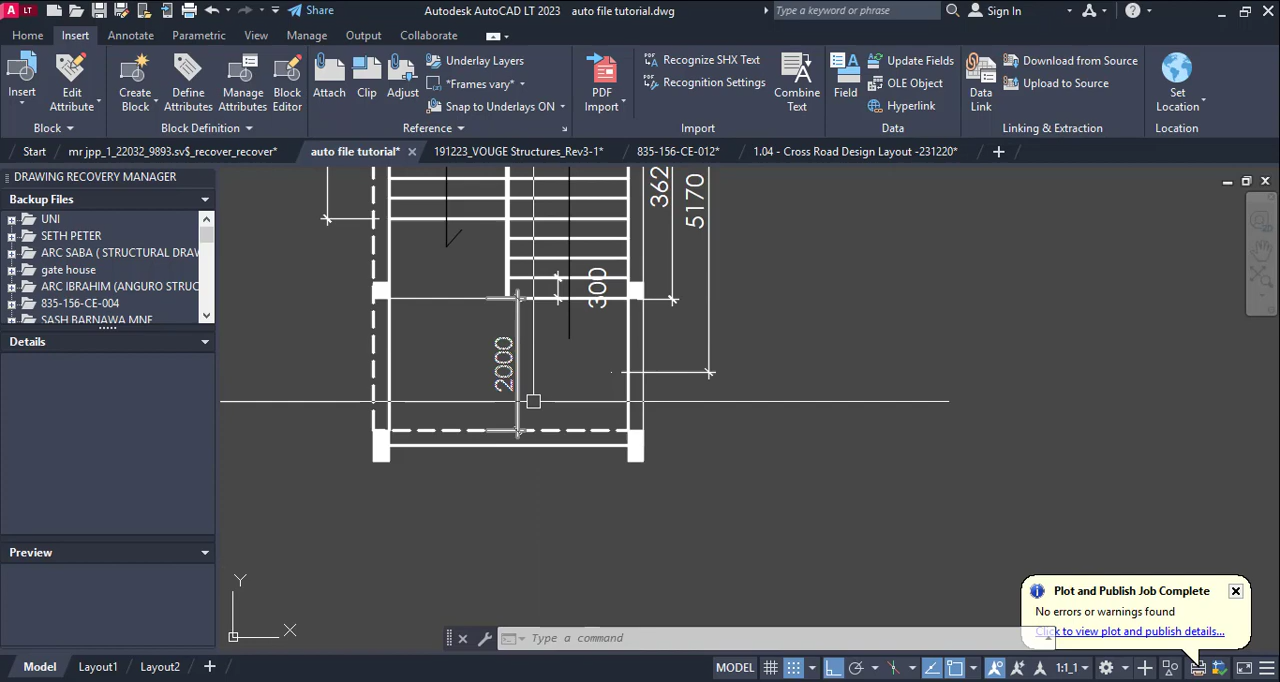 LT
Share
Autodesk AutoCAD LT 2023 auto file tutorial.dwg
Type a keyword or phrase
Sign In
Home
Insert
Annotate
Parametric
View
Manage
Output
Collaborate
Insert
Edit Attribute
Create Block
Define Attributes
Manage Attributes
Block Editor
Attach
Clip
Adjust
Underlay Layers
*Frames vary*
Snap to Underlays ON
PDF Import
Recognize SHX Text
Recognition Settings
Combine Text
Field
Update Fields
OLE Object
Hyperlink
Data Link
Download from Source
Upload to Source
Set Location
Block
Block Definition
Reference
Import
Data
Linking & Extraction
Location
Start
mr jpp_1_22032_9893.sv$_recover_recover*
auto file tutorial*
191223_VOUGE Structures_Rev3-1*
835-156-CE-012*
1.04 - Cross Road Design Layout -231220*
DRAWING RECOVERY MANAGER
Backup Files
UNI
SETH PETER
ARC SABA ( STRUCTURAL DRAW
gate house
ARC IBRAHIM (ANGURO STRUC
835-156-CE-004
SASH BARNAWA MNE
Details
Preview
362
5170
300
2000
Y
X
Plot and Publish Job Complete
No errors or warnings found
Click to view plot and publish details...
Type a command
Model
Layout1
Layout2
MODEL
1:1_1